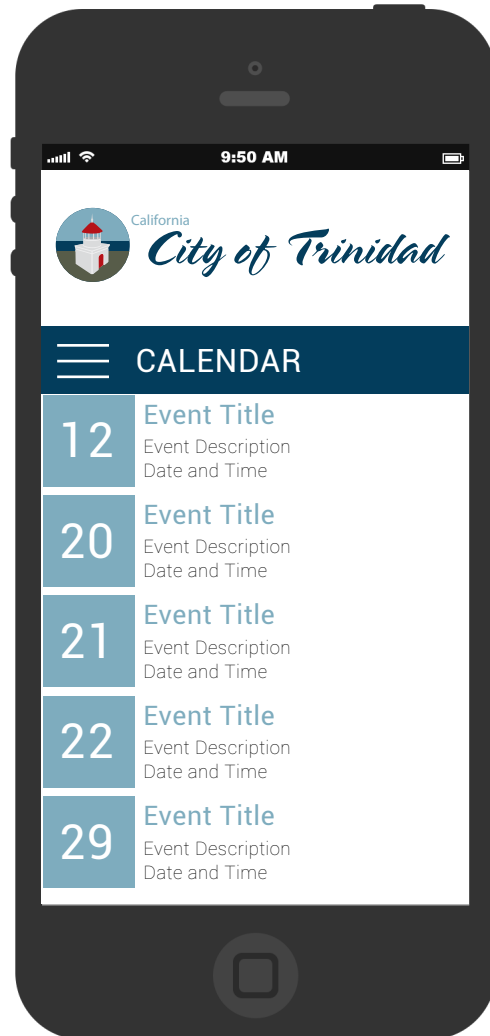 9:50 AM
California
City of Trinidad
CALENDAR
12
Event Title
Event Description
Date and Time
20
Event Title
Event Description
Date and Time
21
Event Title
Event Description
Date and Time
22
Event Title
Event Description
Date and Time
29
Event Title
Event Description
Date and Time